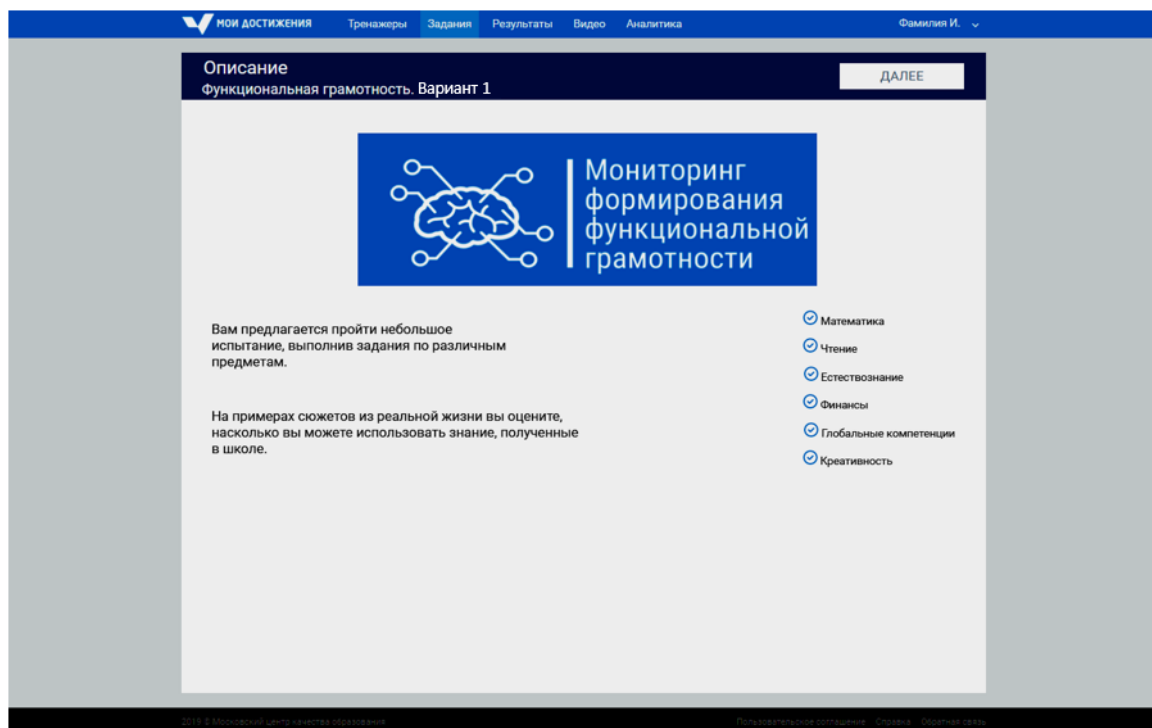 МОИ ДОСТИЖЕНИЯ Тренажеры Задания Результаты Видео Аналитика Фамилия И.
Описание
Функциональная грамотность. Вариант 1
ДАЛЕЕ
Мониторинг
формирования
функциональной
грамотности
Вам предлагается пройти небольшое
испытание, выполнив задания по различным
предметам.
На примерах сюжетов из реальной жизни вы оцените,
насколько вы можете использовать знание, полученные
в школе.
Математика
Чтение
Естествознание
Финансы
Глобальные компетенции
Креативность
2019 © Московский центр качества образования Пользовательское соглашение Справка Обратная связь